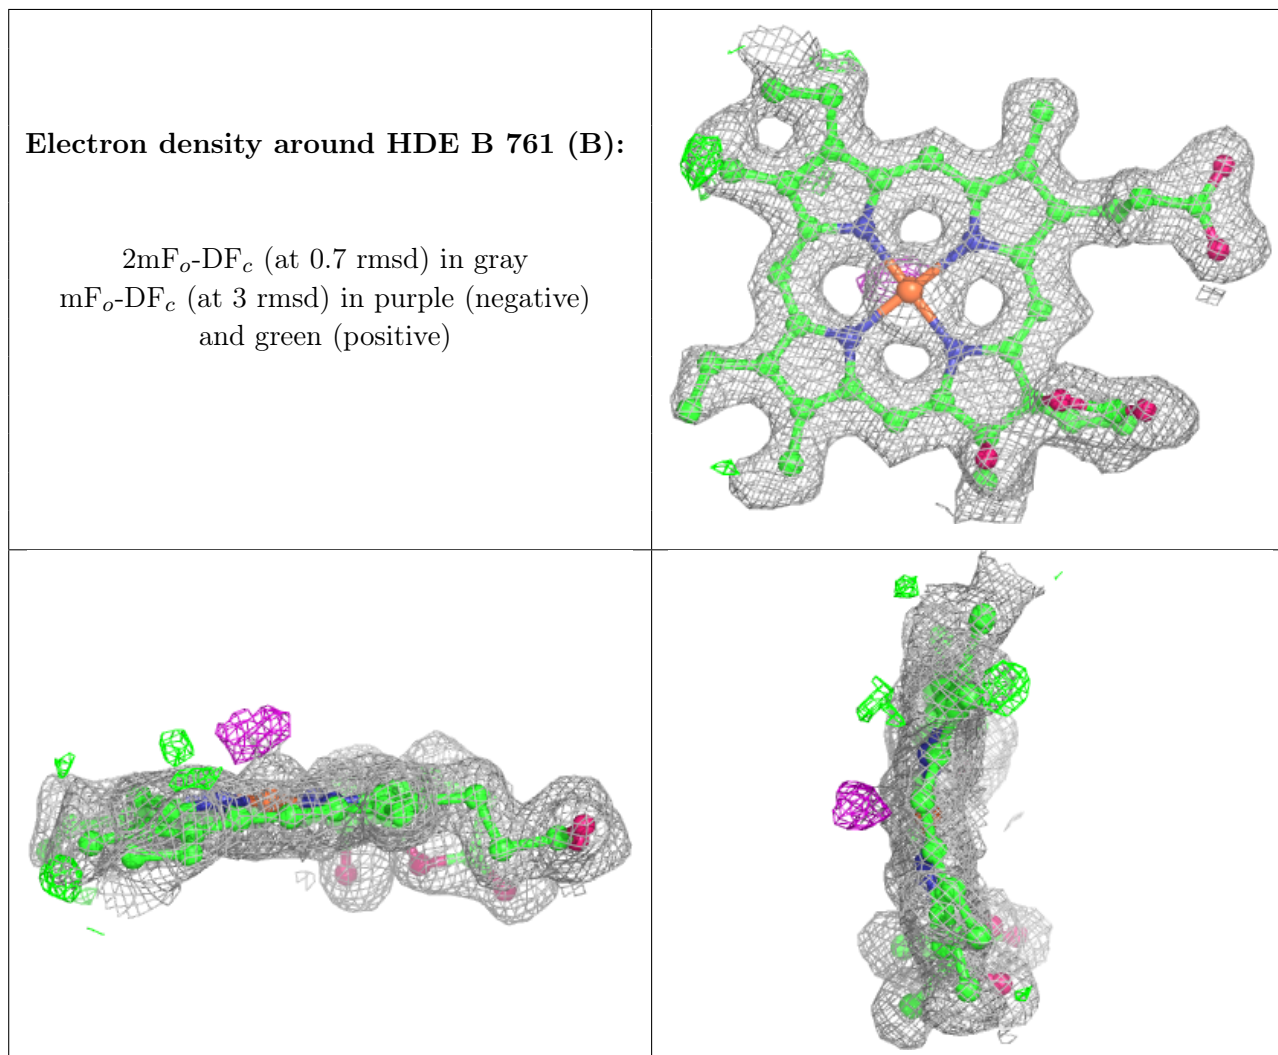 Electron density around HDE B 761 (B):
2mFo-DFc (at 0.7 rmsd) in gray
mFo-DFc (at 3 rmsd) in purple (negative)
and green (positive)